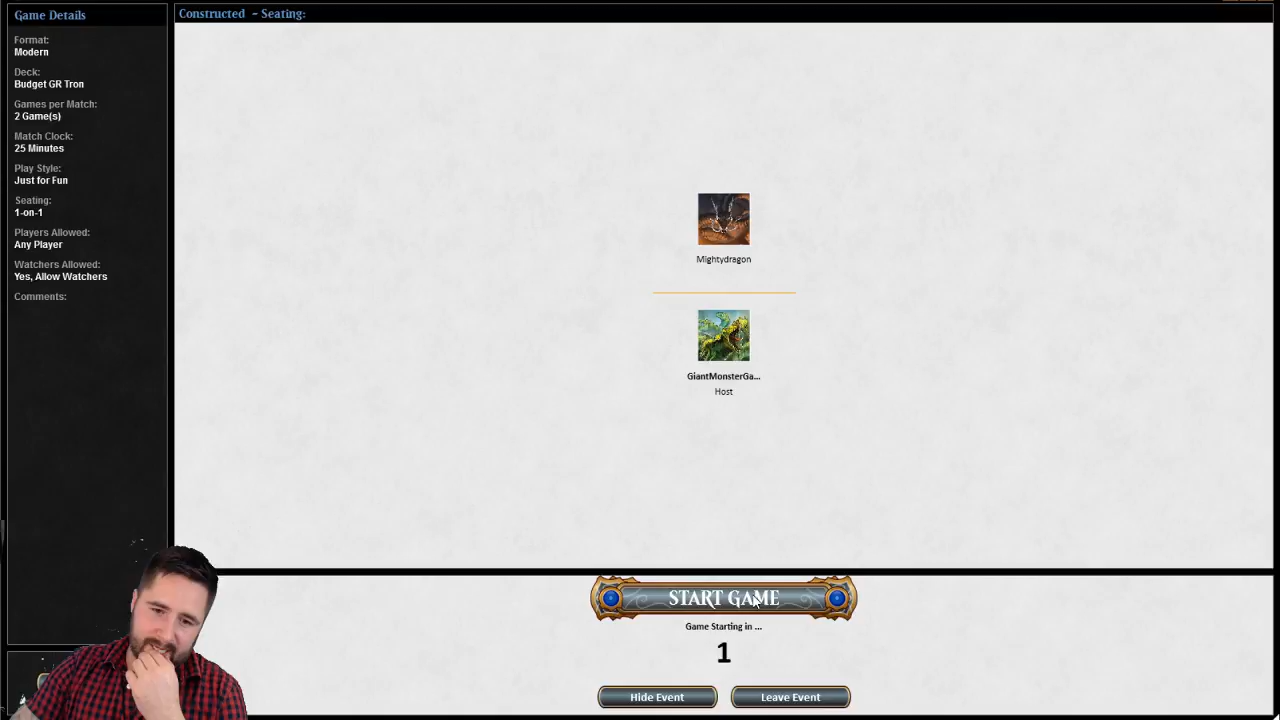 Game Details
Format:
Modern
Deck:
Budget GR Tron
Games per Match:
2 Game(s)
Match Clock:
25 Minutes
Play Style:
Just for Fun
Seating:
1-on-1
Players Allowed:
Any Player
Watchers Allowed:
Yes, Allow Watchers
Comments:
Constructed - Seating:
Mightydragon
GiantMonsterGa...
Host
START GAME
Game Starting in ...
1
Hide Event
Leave Event